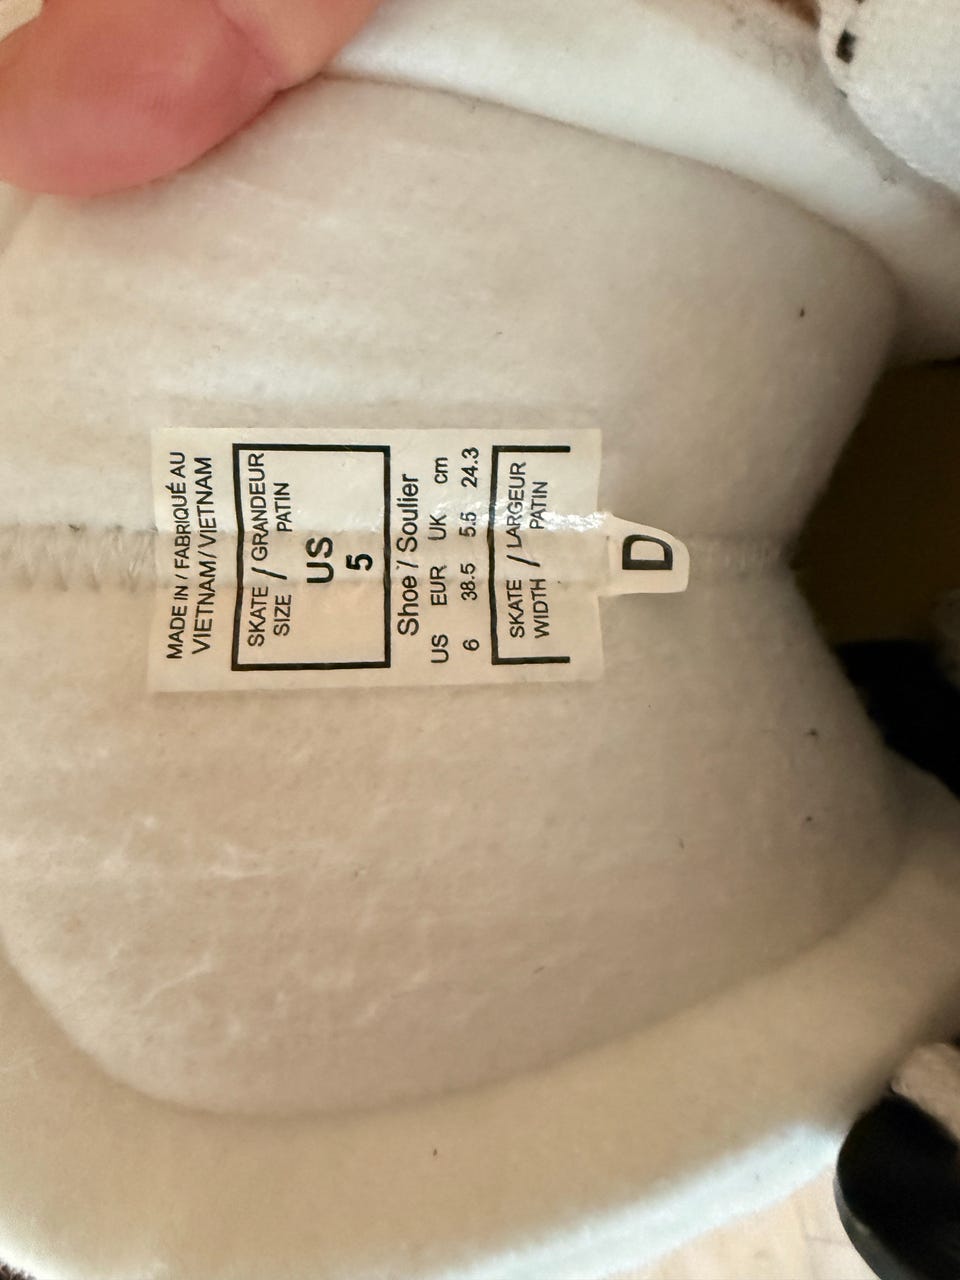 MADE IN / FABRIQUÉ AU
VIETNAM/VIETNAM
SKATE / GRANDEUR
SIZE PATIN
US
5
Shoe / Soulier
US EUR UK cm
6 38.5 5.5 24.3
SKATE / LARGEUR
WIDTH PATIN
D